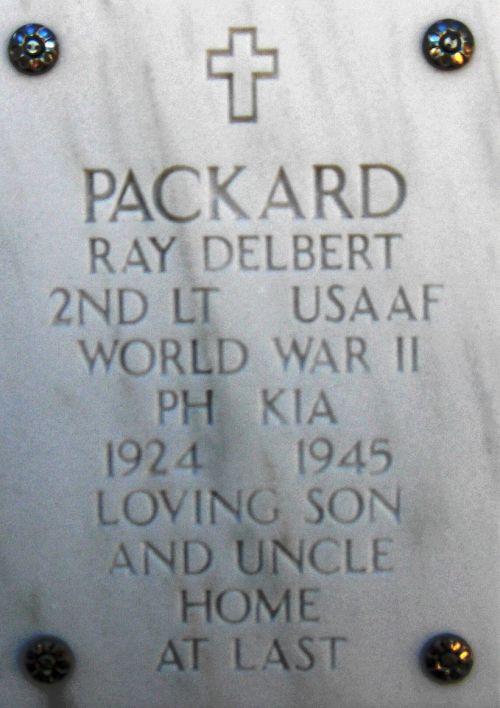 PACKARD
RAY DELBERT
2ND LT USAAF
WORLD WAR II
PH KIA
1924 1945
LOVING SON
AND UNCLE
HOME
AT LAST